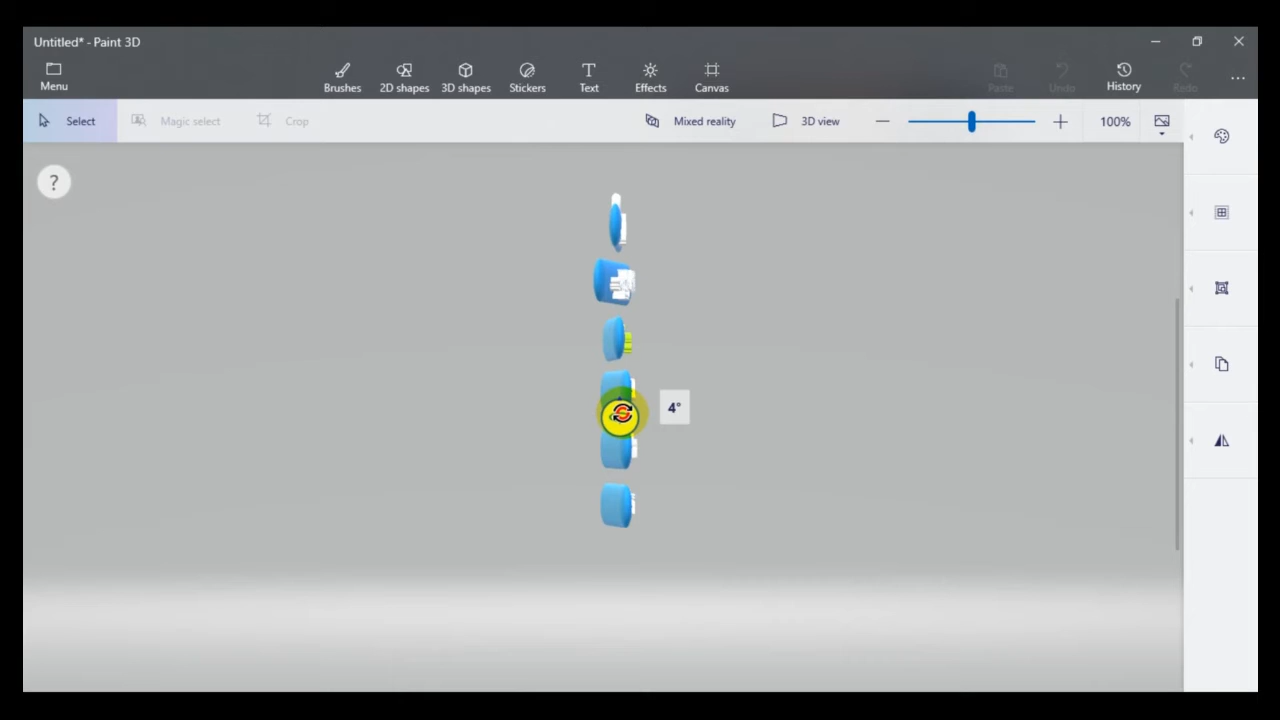 Untitled* - Paint 3D
Menu
Brushes
2D shapes
3D shapes
Stickers
Text
Effects
Canvas
Paste
Undo
History
Redo
Select
Magic select
Crop
Mixed reality
3D view
100%
?
4°